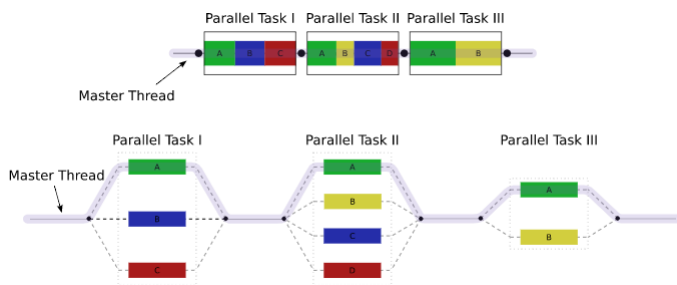 Parallel Task I Parallel Task II Parallel Task III
A B C A B C D A B
Master Thread
Parallel Task I Parallel Task II Parallel Task III
A A
Master Thread A
B
B
C B
C D